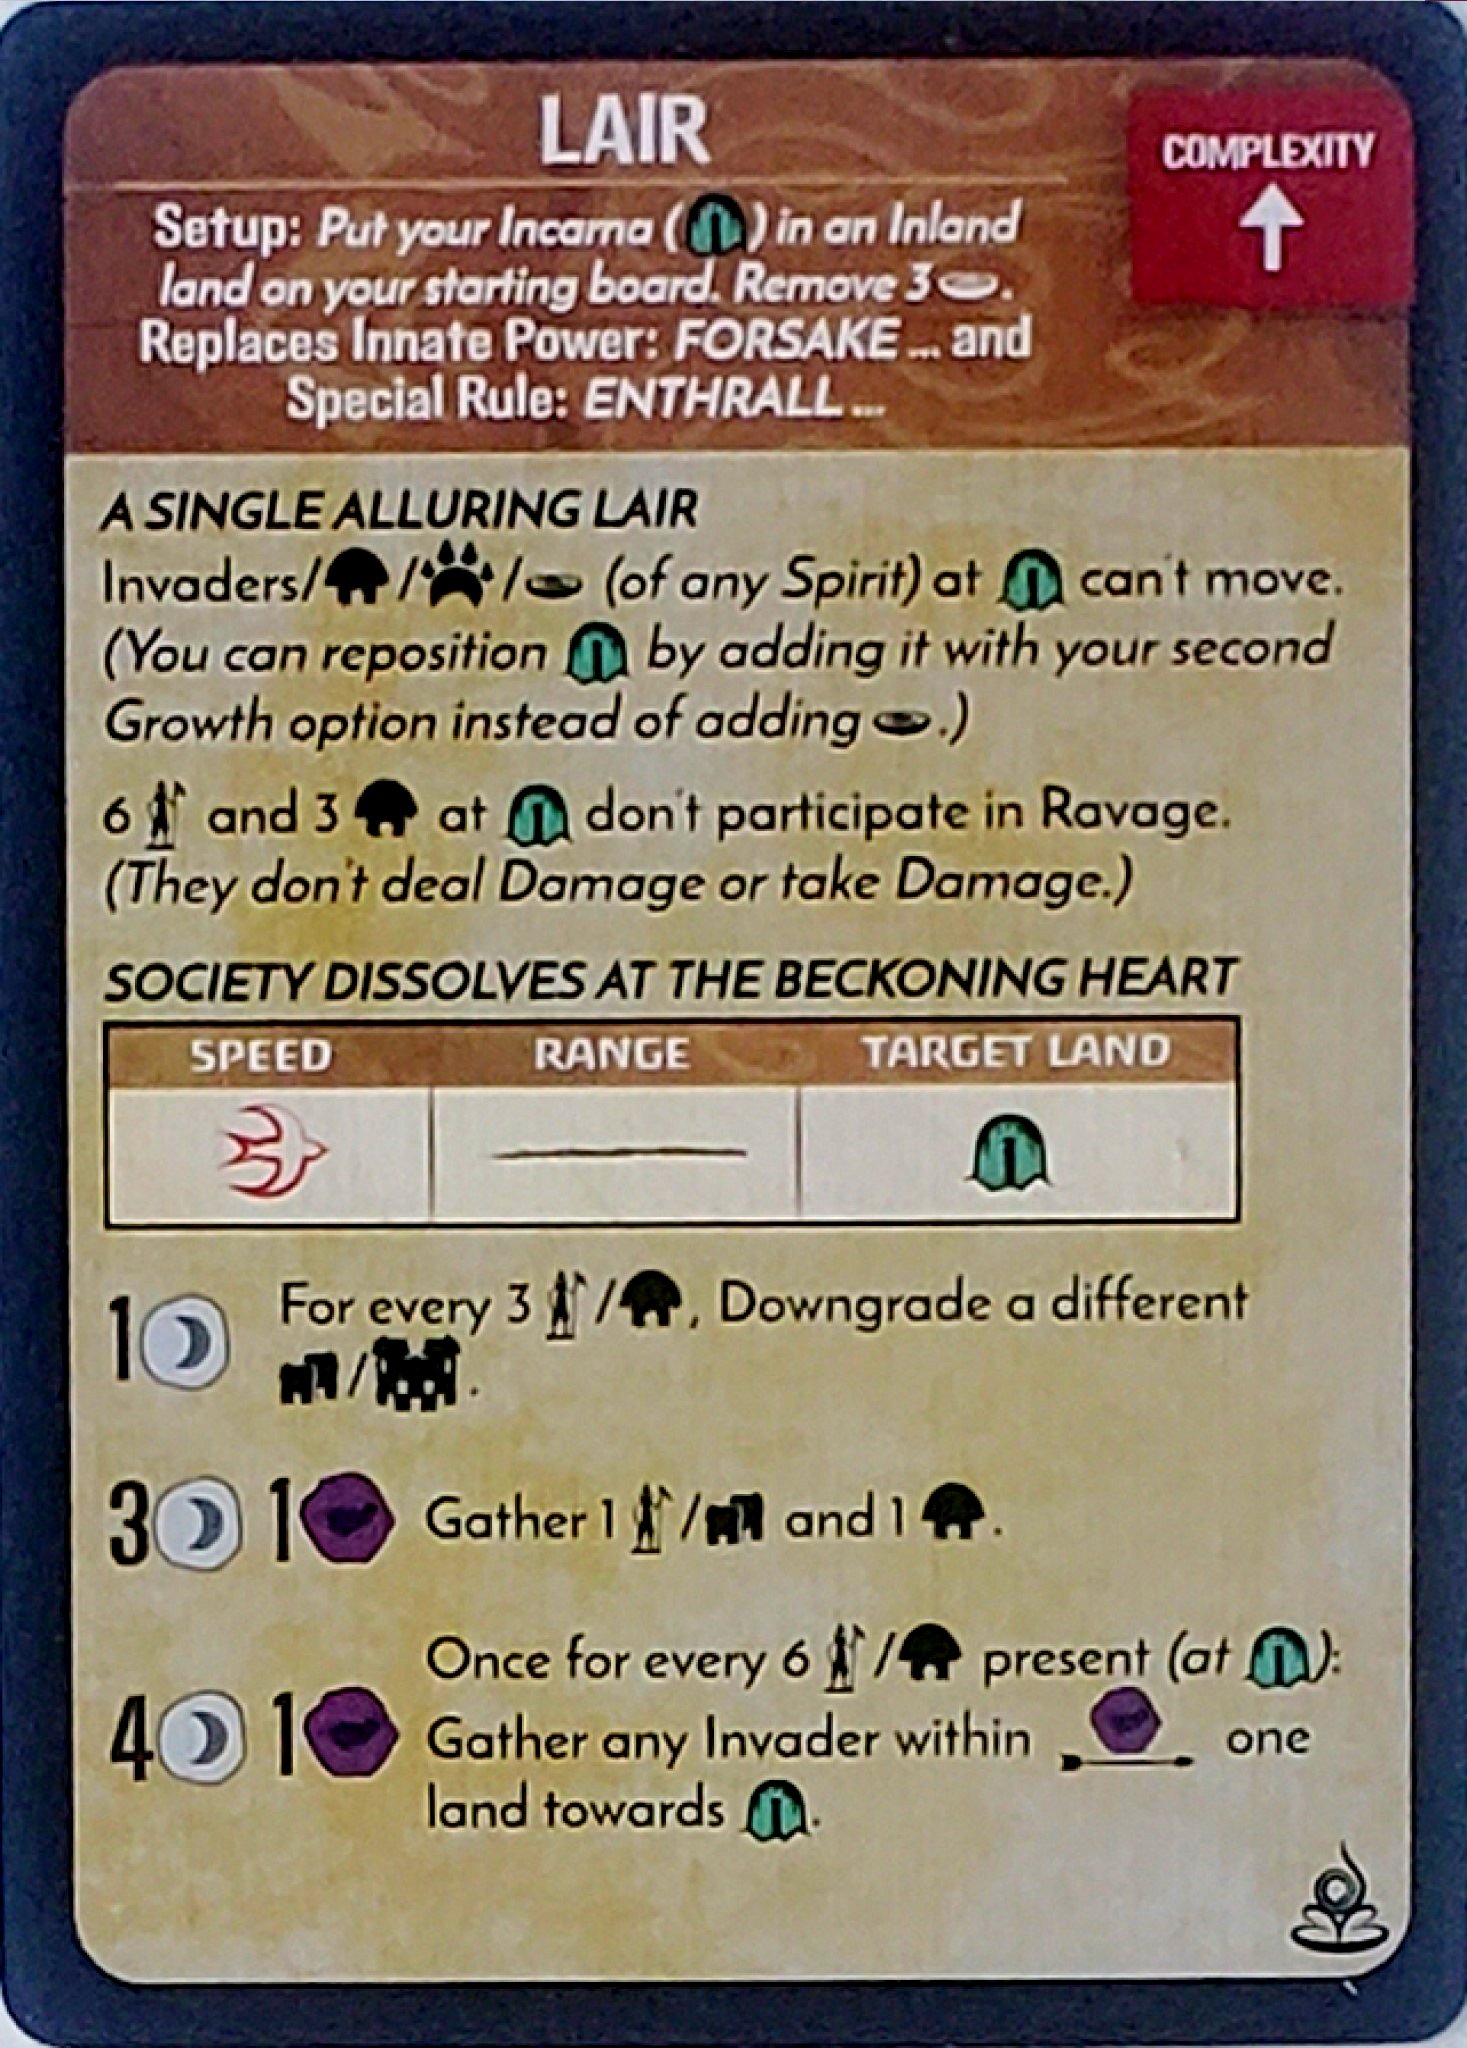 LAIR
COMPLEXITY
Setup: Put your Incarna ( ) in an Inland
land on your starting board. Remove 3 .
Replaces Innate Power: FORSAKE ... and
Special Rule: ENTHRALL ...
A SINGLE ALLURING LAIR
Invaders/ / / (of any Spirit) at can't move.
(You can reposition by adding it with your second
Growth option instead of adding .)
6 and 3 at don't participate in Ravage.
(They don't deal Damage or take Damage.)
SOCIETY DISSOLVES AT THE BECKONING HEART
SPEED RANGE TARGET LAND
1 For every 3 / , Downgrade a different
/ .
3 1 Gather 1 / and 1 .
Once for every 6 / present (at ):
4 1 Gather any Invader within one
land towards .